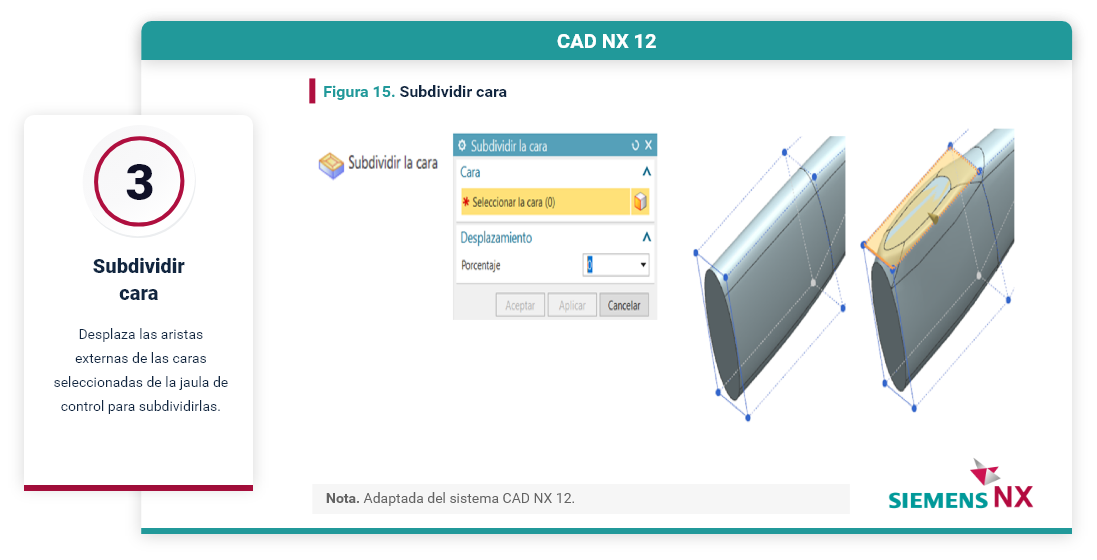 CAD NX 12
Figura 15. Subdividir cara
3
Subdividir
cara
Desplaza las aristas
externas de las caras
seleccionadas de la jaula de
control para subdividirlas.
Subdividir la cara
Subdividir la cara
Cara
* Seleccionar la cara (0)
Desplazamiento
Porcentaje
0
Aceptar
Aplicar
Cancelar
Nota. Adaptada del sistema CAD NX 12.
SIEMENS NX